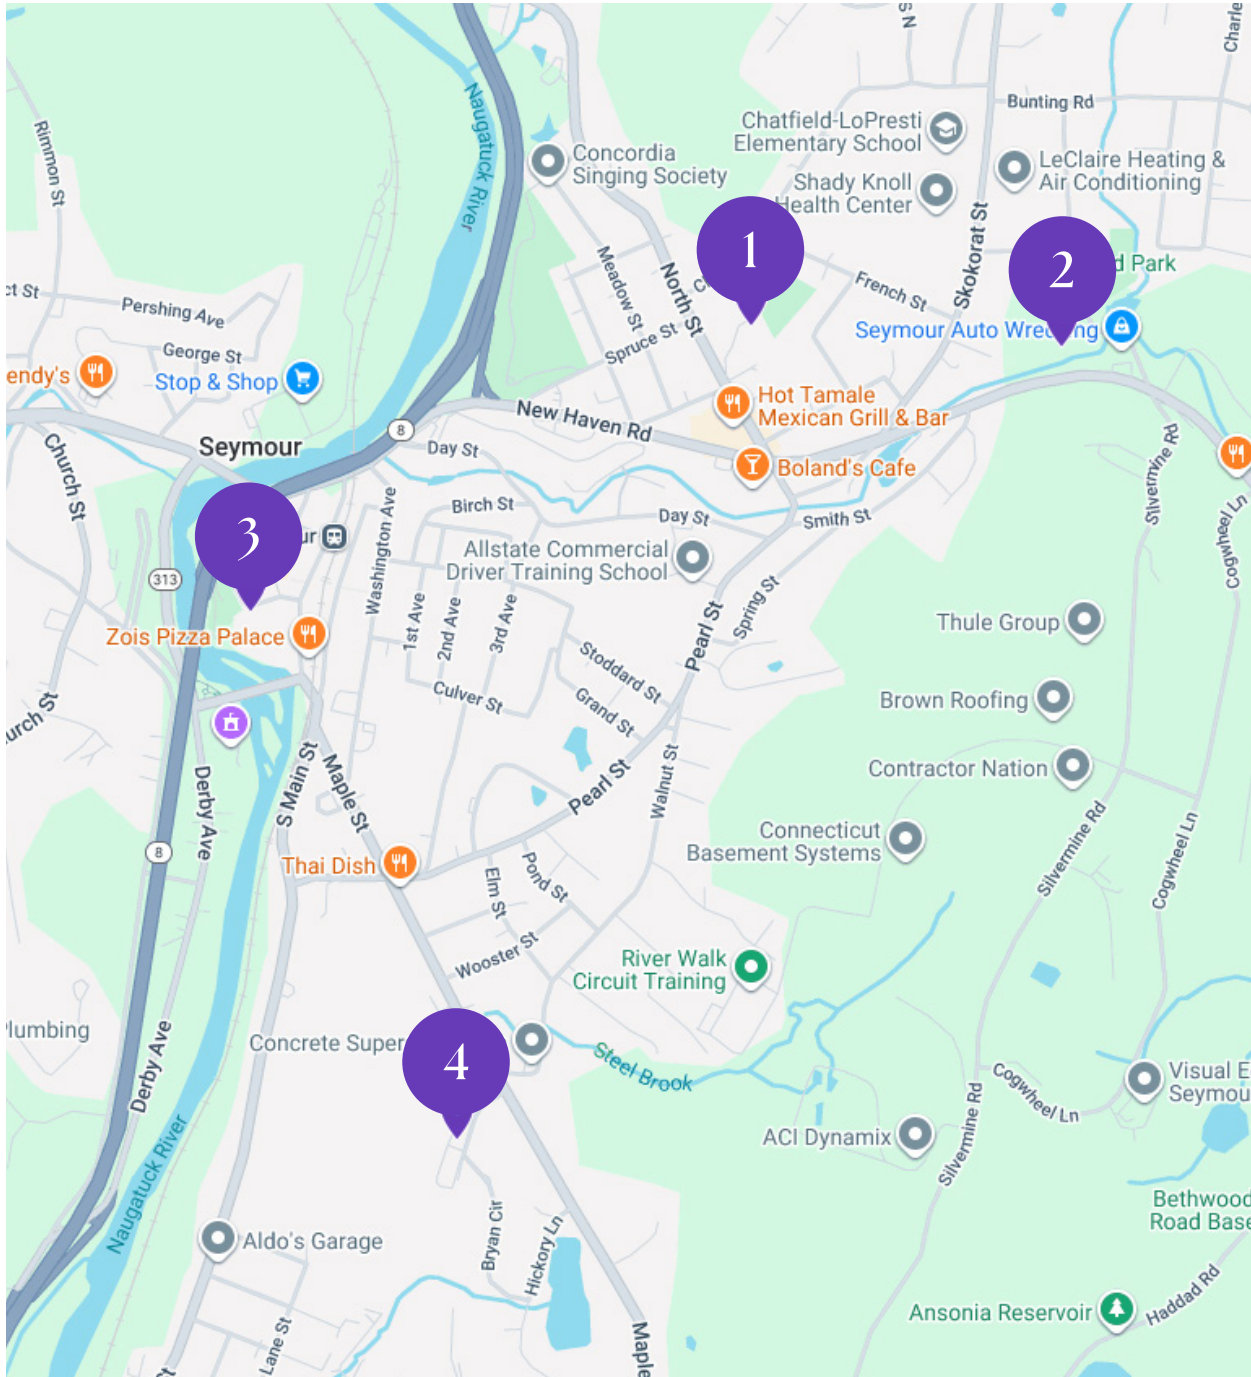 S N
Charle
Naugatuck River
Bunting Rd
Rimmon St
Chatfield-LoPresti
Elementary School
Concordia
Singing Society
LeClaire Heating &
Air Conditioning
Shady Knoll
Health Center
1
2
Skokorat St
Meadow St
North St
d Park
ct St
Pershing Ave
French St
Seymour Auto Wrecking
Spruce St
George St
endy's
Stop & Shop
Hot Tamale
Mexican Grill & Bar
New Haven Rd
8
Seymour
Day St
Church St
Boland's Cafe
Silvermine Rd
Birch St
Day St
Smith St
Cogwheel Ln
3
ur
Washington Ave
Allstate Commercial
Driver Training School
313
1st Ave
2nd Ave
3rd Ave
Spring St
Thule Group
Zois Pizza Palace
Pearl St
Stoddard St
Culver St
Grand St
Brown Roofing
urch St
Contractor Nation
S Main St
Maple St
Derby Ave
Pearl St
Walnut St
Connecticut
Basement Systems
8
Thai Dish
Elm St
Pond St
Silvermine Rd
Cogwheel Ln
Wooster St
River Walk
Circuit Training
Plumbing
Concrete Super
4
Steel Brook
Derby Ave
Cogwheel Ln
Visual E
Seymou
Silvermine Rd
ACI Dynamix
Naugatuck River
Bethwood
Road Base
Aldo's Garage
Bryan Cir
Hickory Ln
Ansonia Reservoir
Haddad Rd
Lane St
Maple
St